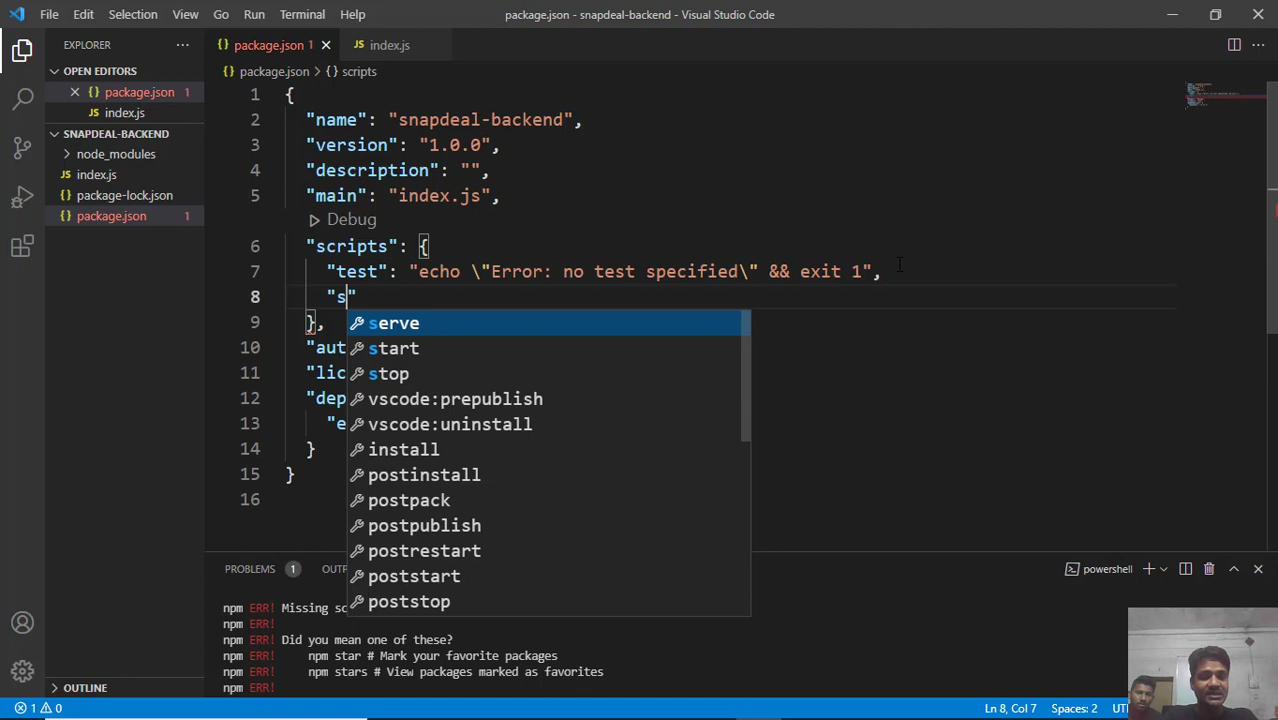 File Edit Selection View Go Run Terminal Help package.json - snapdeal-backend - Visual Studio Code
EXPLORER
OPEN EDITORS
{} package.json 1
JS index.js
SNAPDEAL-BACKEND
node_modules
JS index.js
{} package-lock.json
{} package.json 1
OUTLINE
{} package.json 1
JS index.js
{} package.json > {} scripts
1 {
2 "name": "snapdeal-backend",
3 "version": "1.0.0",
4 "description": "",
5 "main": "index.js",
Debug
6 "scripts": {
7 "test": "echo \"Error: no test specified\" && exit 1",
8 "s"
9 },
10 "aut
11 "lic
12 "dep
13 "e
14 }
15 }
16
serve
start
stop
vscode:prepublish
vscode:uninstall
install
postinstall
postpack
postpublish
postrestart
poststart
poststop
PROBLEMS 1 OUTP
powershell
npm ERR! Missing sc
npm ERR!
npm ERR! Did you mean one of these?
npm ERR! npm star # Mark your favorite packages
npm ERR! npm stars # View packages marked as favorites
npm ERR!
1 0
Ln 8, Col 7 Spaces: 2 UT